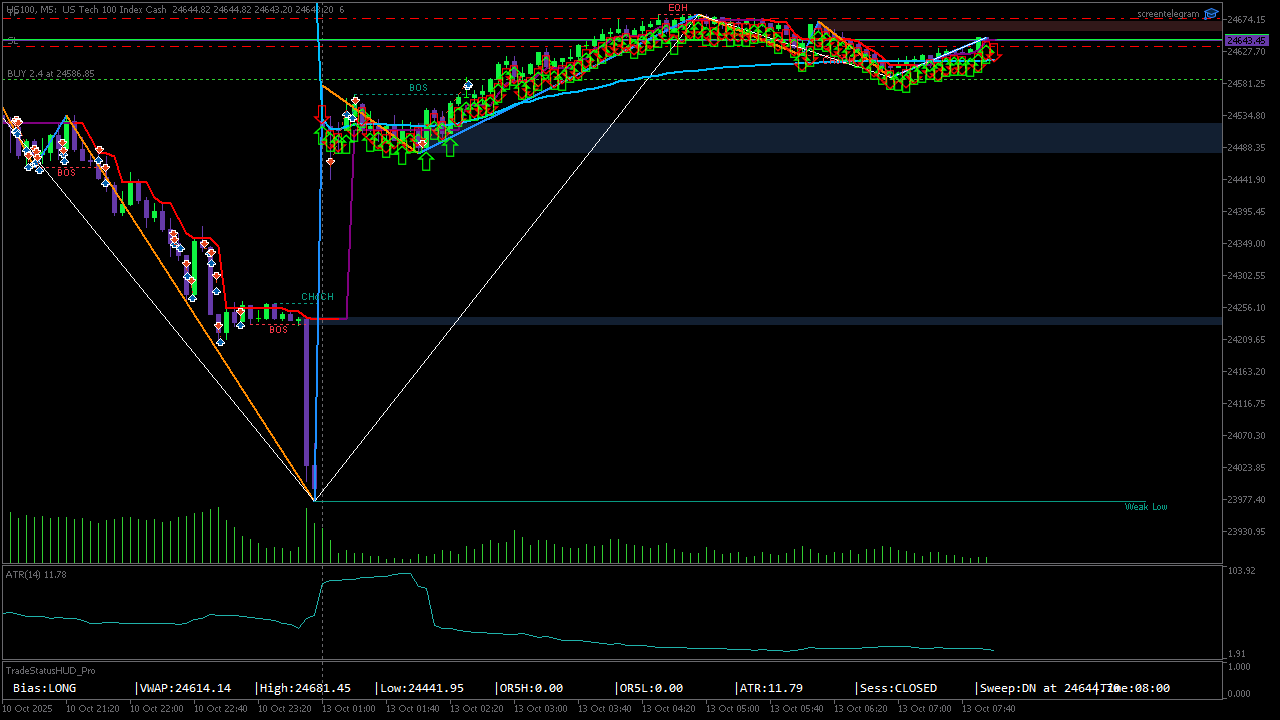 US100, M5: US Tech 100 Index Cash 24644.82 24644.82 24643.20 24643.20 6
TP
SL
BUY 2.4 at 24586.85
screentelegram
EQH
BOS
BOS
CHoCH
BOS
Weak Low
24674.15
24643.45
24627.70
24581.25
24534.80
24488.35
24441.90
24395.45
24349.00
24302.55
24256.10
24209.65
24163.20
24116.75
24070.30
24023.85
23977.40
23930.95
ATR(14) 11.78
103.92
1.91
TradeStatusHUD_Pro
1.000
0.000
Bias:LONG VWAP:24614.14 High:24681.45 Low:24441.95 OR5H:0.00 OR5L:0.00 ATR:11.79 Sess:CLOSED Sweep:DN at 24644 Time:08:00
10 Oct 2025 10 Oct 21:20 10 Oct 22:00 10 Oct 22:40 10 Oct 23:20 13 Oct 01:00 13 Oct 01:40 13 Oct 02:20 13 Oct 03:00 13 Oct 03:40 13 Oct 04:20 13 Oct 05:00 13 Oct 05:40 13 Oct 06:20 13 Oct 07:00 13 Oct 07:40